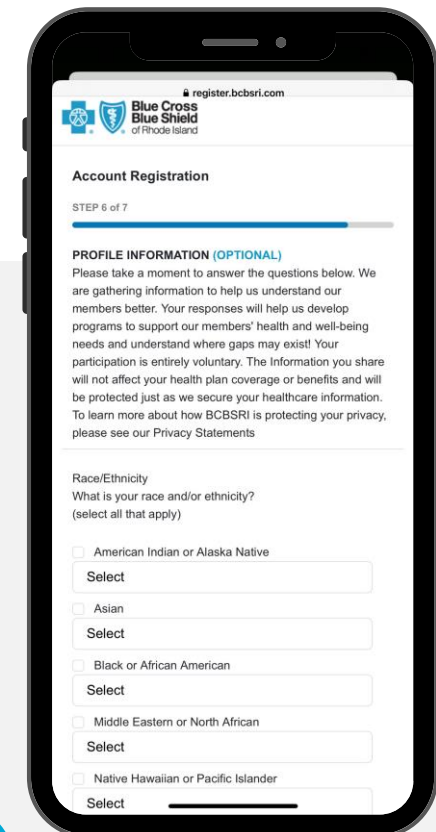 register.bcbsri.com
Blue Cross
Blue Shield
of Rhode Island
Account Registration
STEP 6 of 7
PROFILE INFORMATION (OPTIONAL)
Please take a moment to answer the questions below. We
are gathering information to help us understand our
members better. Your responses will help us develop
programs to support our members' health and well-being
needs and understand where gaps may exist! Your
participation is entirely voluntary. The Information you share
will not affect your health plan coverage or benefits and will
be protected just as we secure your healthcare information.
To learn more about how BCBSRI is protecting your privacy,
please see our Privacy Statements
Race/Ethnicity
What is your race and/or ethnicity?
(select all that apply)
American Indian or Alaska Native
Select
Asian
Select
Black or African American
Select
Middle Eastern or North African
Select
Native Hawaiian or Pacific Islander
Select